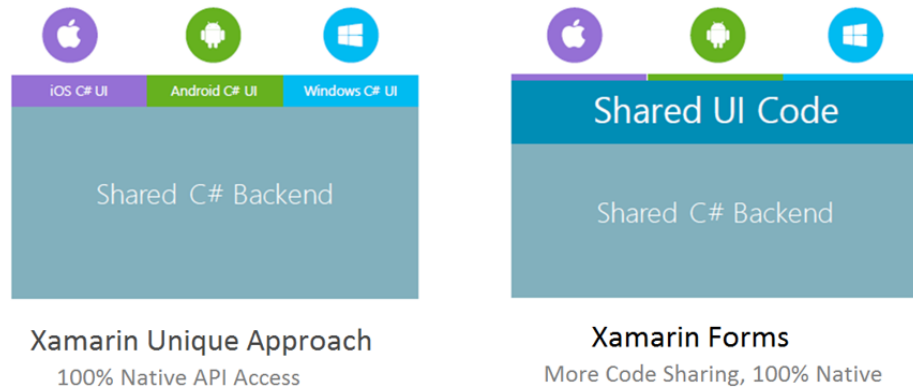 iOS C# UI
Android C# UI
Windows C# UI
Shared C# Backend
Xamarin Unique Approach
100% Native API Access
Shared UI Code
Shared C# Backend
Xamarin Forms
More Code Sharing, 100% Native